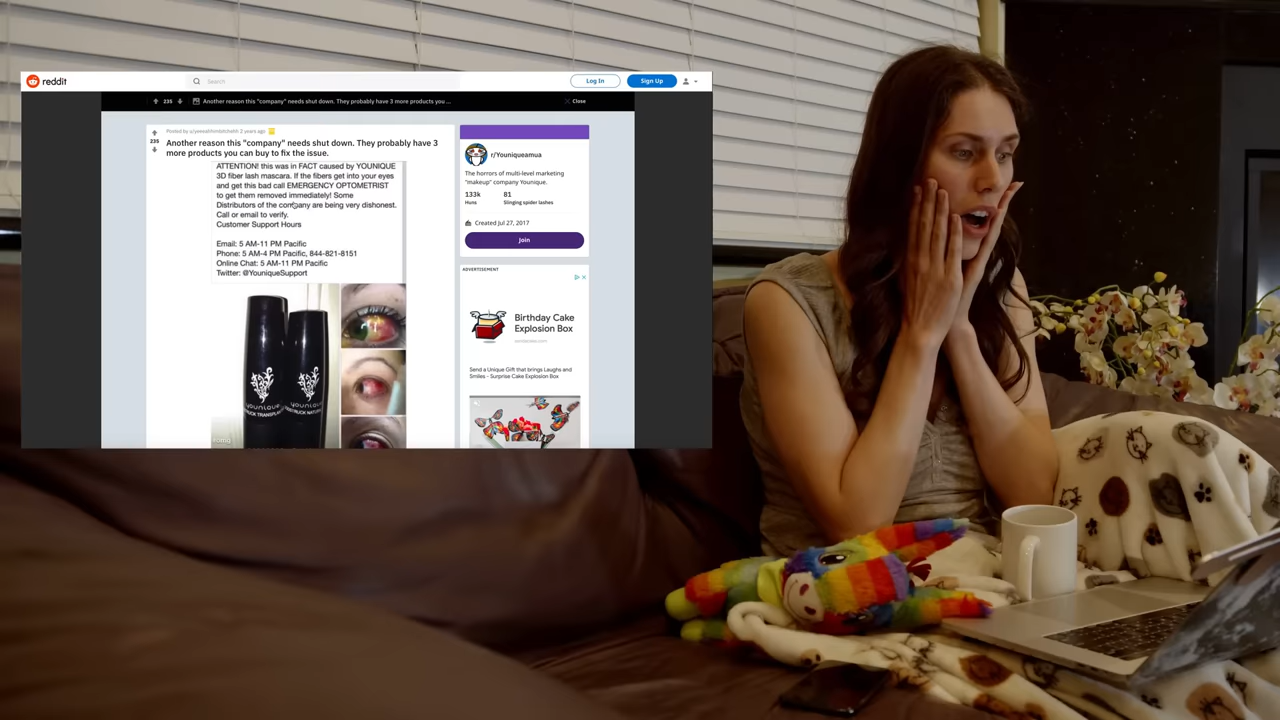 reddit
Search
Log In
Sign Up
235
Another reason this "company" needs shut down. They probably have 3 more products you ...
Close
235
Another reason this "company" needs shut down. They probably have 3
more products you can buy to fix the issue.
ATTENTION! this was in FACT caused by YOUNIQUE
3D fiber lash mascara. If the fibers get into your eyes
and get this bad call EMERGENCY OPTOMETRIST
to get them removed immediately! Some
Distributors of the company are being very dishonest.
Call or email to verify.
Customer Support Hours
Email: 5 AM-11 PM Pacific
Phone: 5 AM-4 PM Pacific, 844-821-8151
Online Chat: 5 AM-11 PM Pacific
Twitter: @YouniqueSupport
YOUNIQUE
YOUNIQUE
r/Youniqueamua
The horrors of multi-level marketing
"makeup" company Younique.
133k
81
Huns
Slinging spider lashes
Created Jul 27, 2017
Join
ADVERTISEMENT
Birthday Cake
Explosion Box
Send a Unique Gift that brings Laughs and
Smiles - Surprise Cake Explosion Box